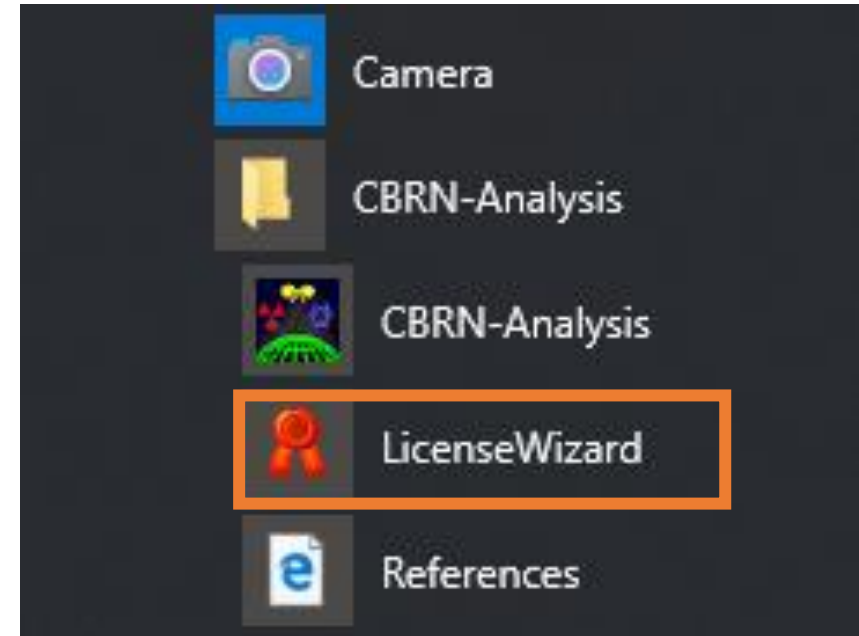 Camera
CBRN-Analysis
CBRN-Analysis
LicenseWizard
References